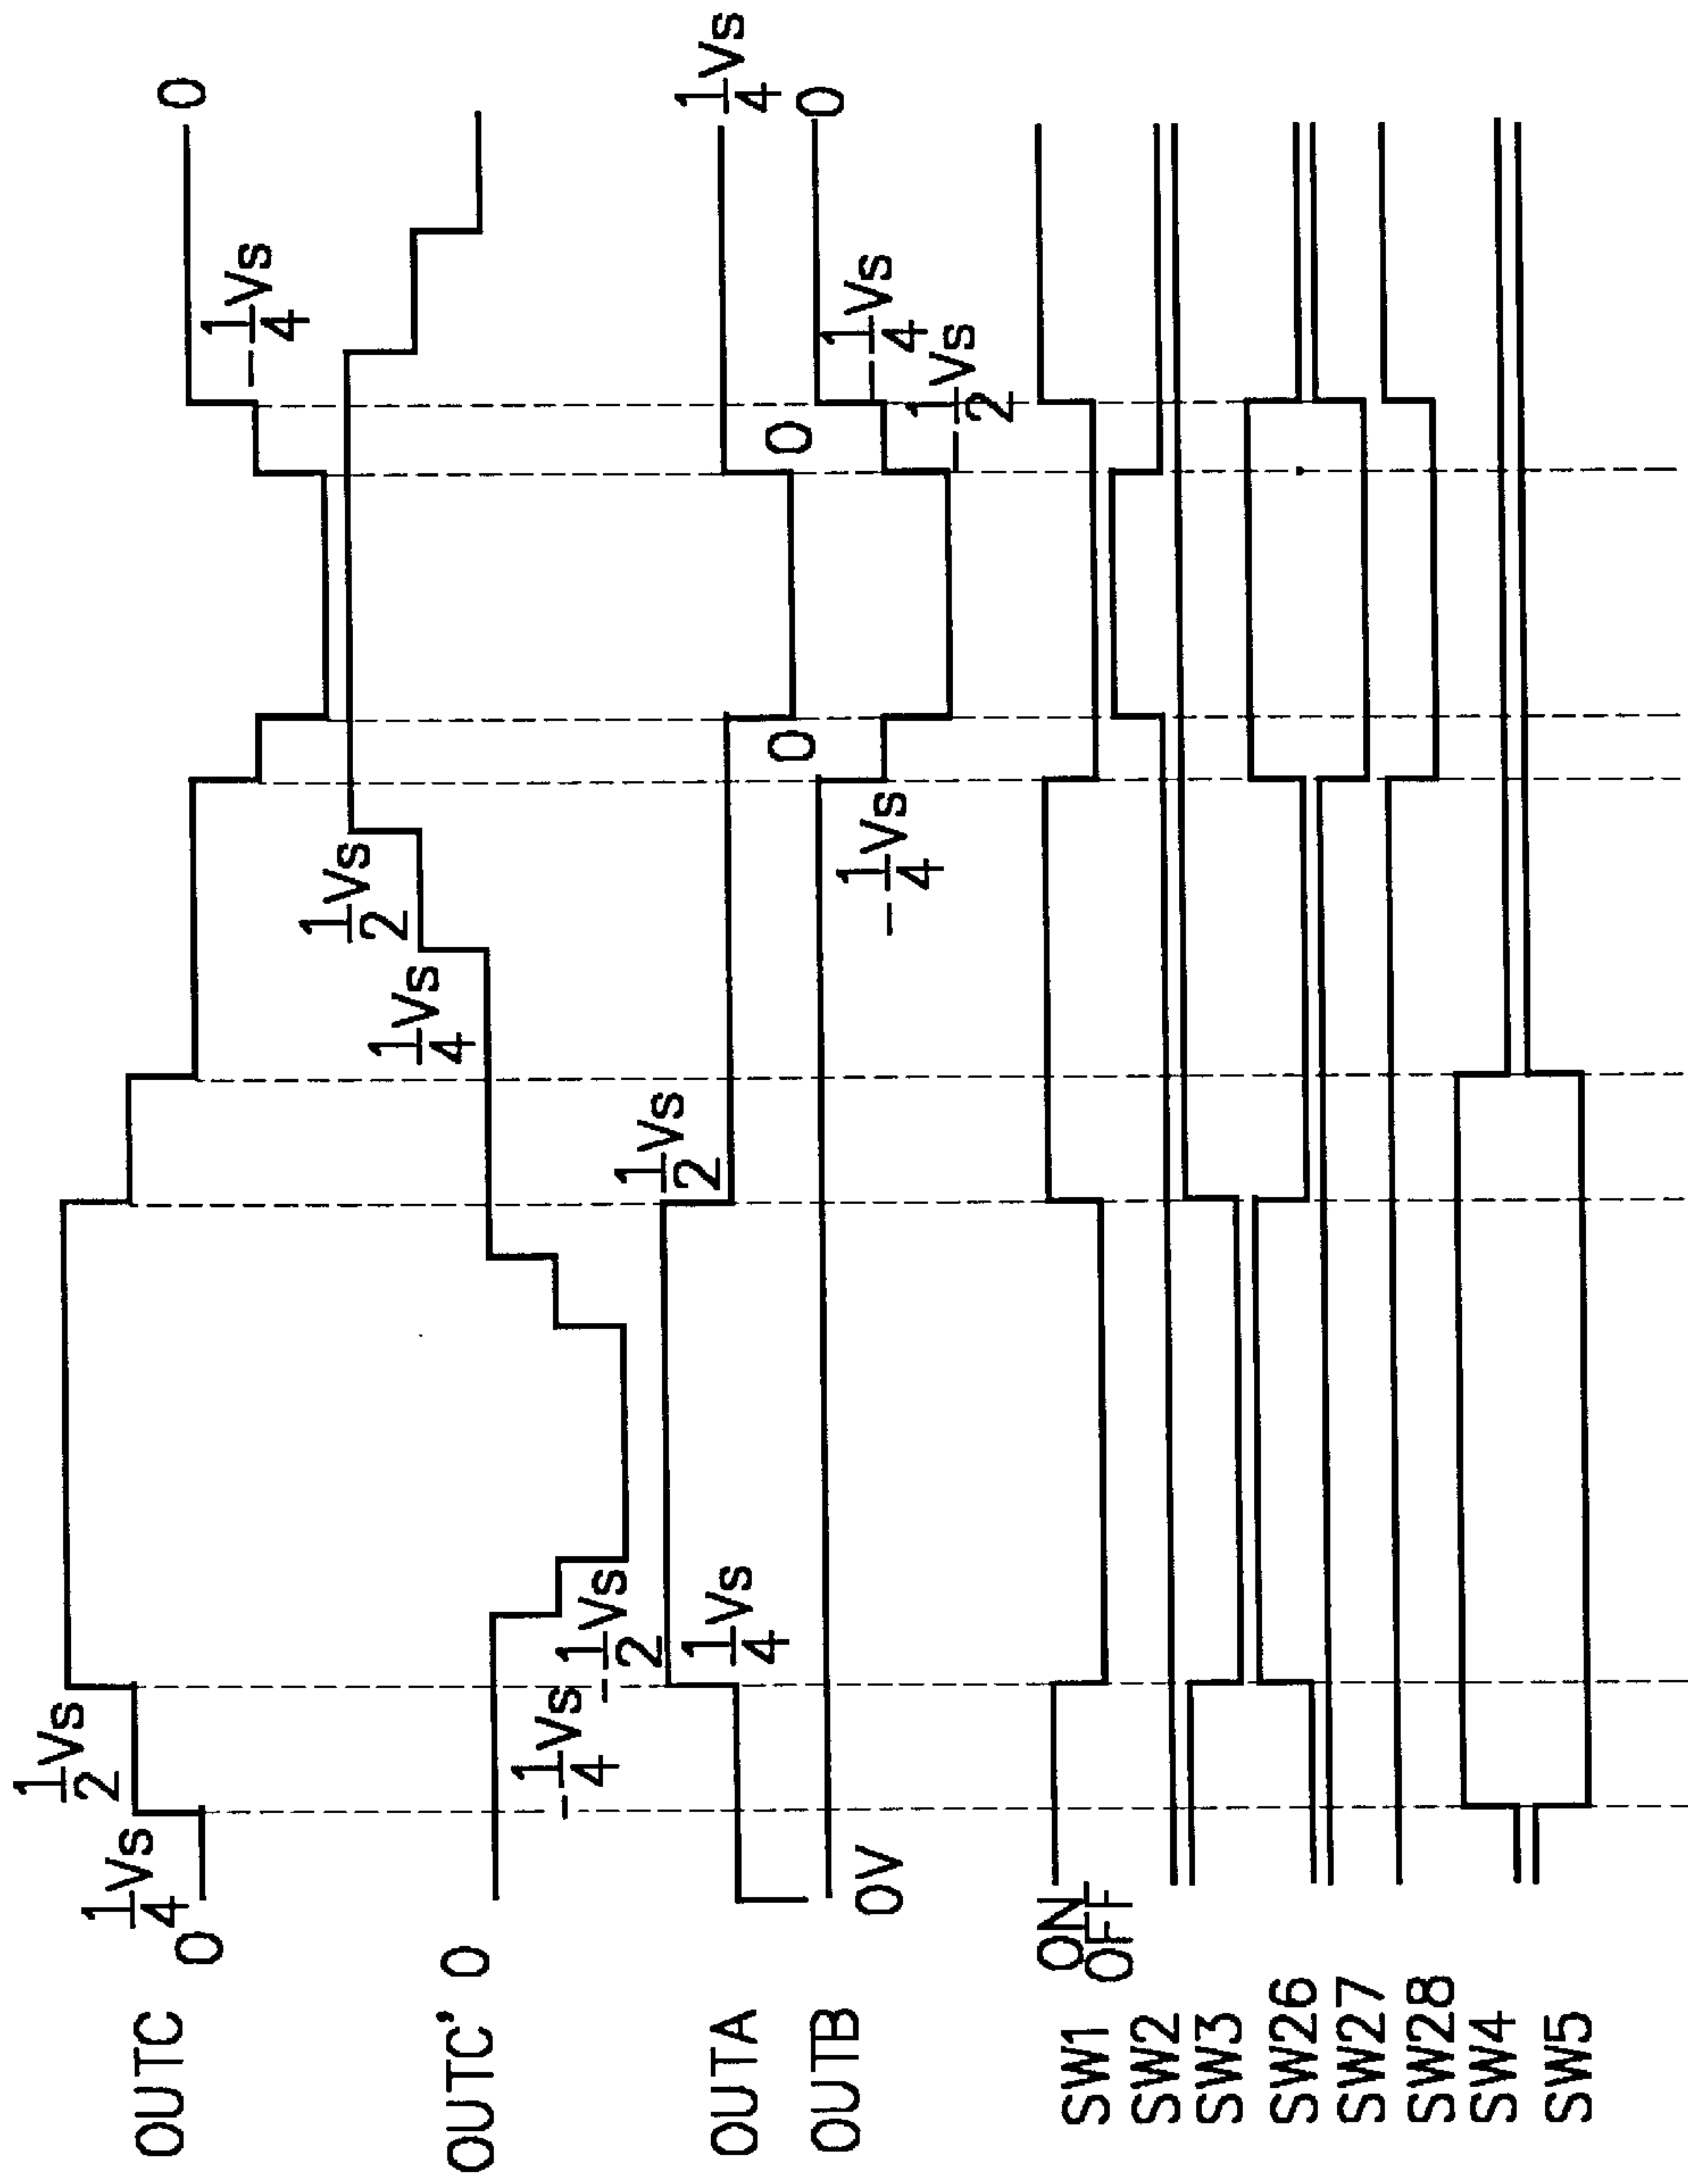 OUTC
0
1/4 Vs
1/2 Vs
-1/4 Vs
0
OUTC' 0
-1/4 Vs
-1/2 Vs
1/4 Vs
1/2 Vs
OUTA
1/4 Vs
1/2 Vs
0
0
1/4 Vs
OUTB
0V
-1/4 Vs
-1/2 Vs
-1/4 Vs
0
ON
OFF
SW1
SW2
SW3
SW26
SW27
SW28
SW4
SW5